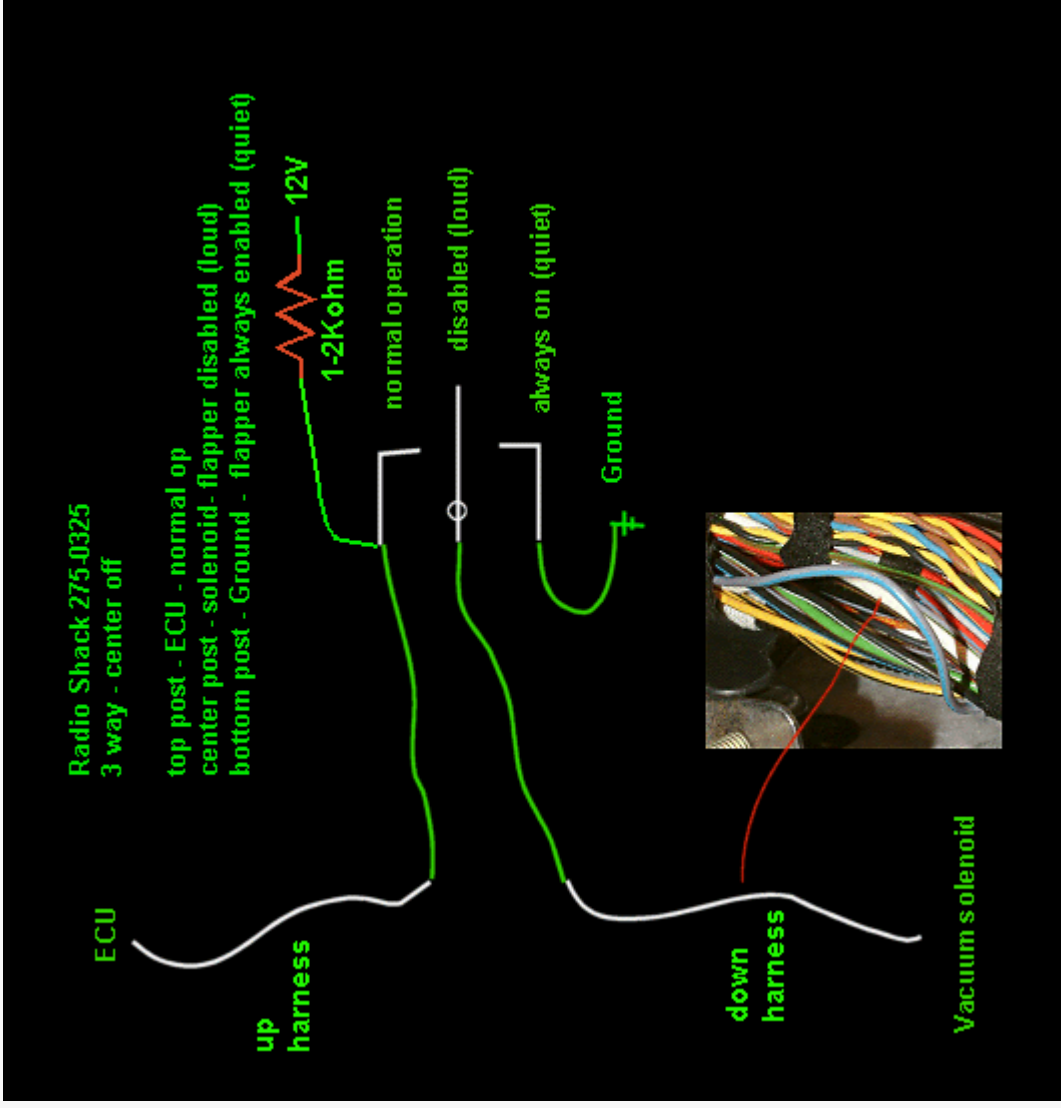 Radio Shack 275-0325
3 way - center off
top post - ECU - normal op
center post - solenoid- flapper disabled (loud)
bottom post - Ground - flapper always enabled (quiet)
12V
1-2Kohm
normal operation
disabled (loud)
always on (quiet)
Ground
ECU
up
harness
down
harness
Vacuum solenoid